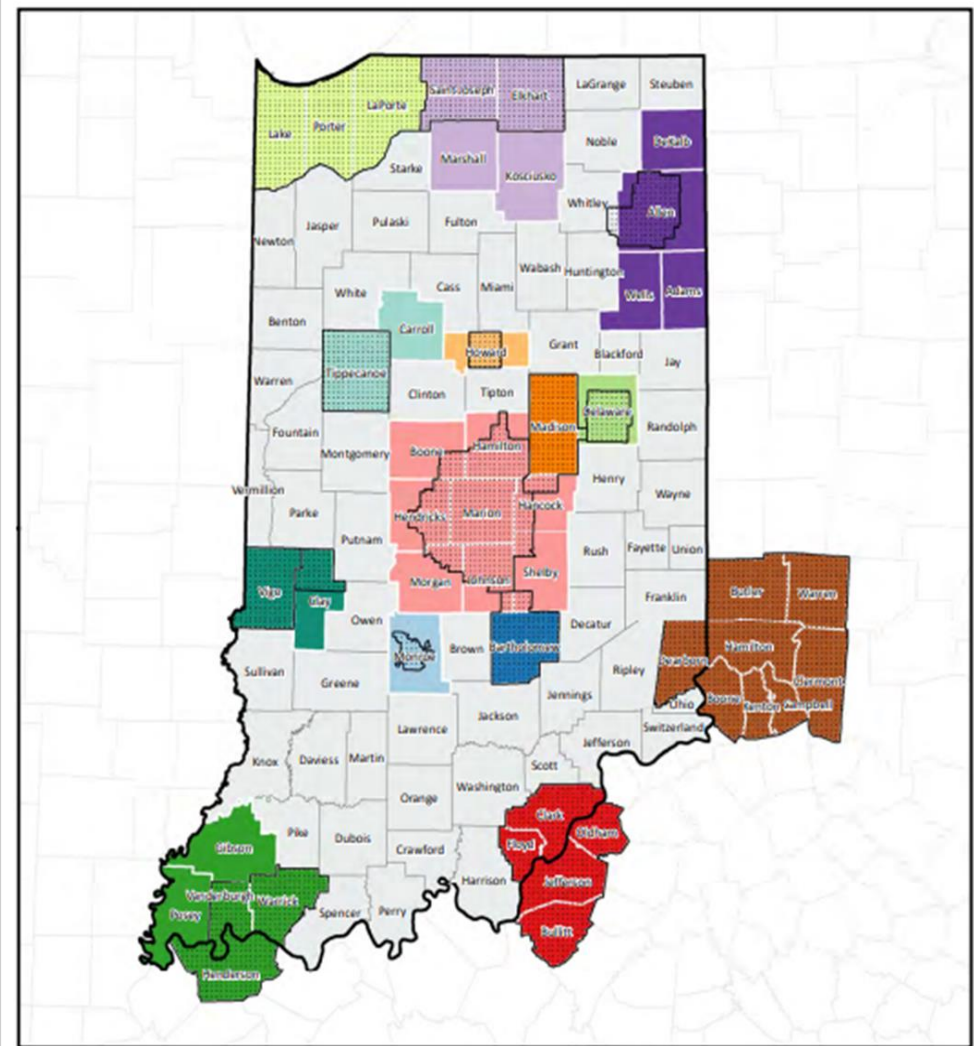 LaGrange
Steuben
Saint Joseph
Elkhart
LaPorte
Porter
Lake
Noble
DeKalb
Marshall
Starke
Kosciusko
Whitley
Allen
Jasper
Pulaski
Fulton
Newton
Wabash
Huntington
Miami
Cass
White
Wells
Adams
Benton
Carroll
Howard
Grant
Blackford
Jay
Tippecanoe
Warren
Clinton
Tipton
Delaware
Madison
Randolph
Fountain
Montgomery
Boone
Hamilton
Henry
Wayne
Vermillion
Parke
Hendricks
Marion
Hancock
Putnam
Rush
Fayette
Union
Shelby
Morgan
Johnson
Vigo
Clay
Franklin
Butler
Warren
Owen
Decatur
Monroe
Brown
Bartholomew
Hamilton
Dearborn
Ripley
Sullivan
Greene
Clermont
Jennings
Boone
Kenton
Campbell
Ohio
Jackson
Lawrence
Switzerland
Jefferson
Knox
Daviess
Martin
Scott
Washington
Orange
Clark
Pike
Dubois
Oldham
Gibson
Crawford
Floyd
Harrison
Jefferson
Vanderburgh
Warrick
Posey
Spencer
Perry
Bullitt
Henderson